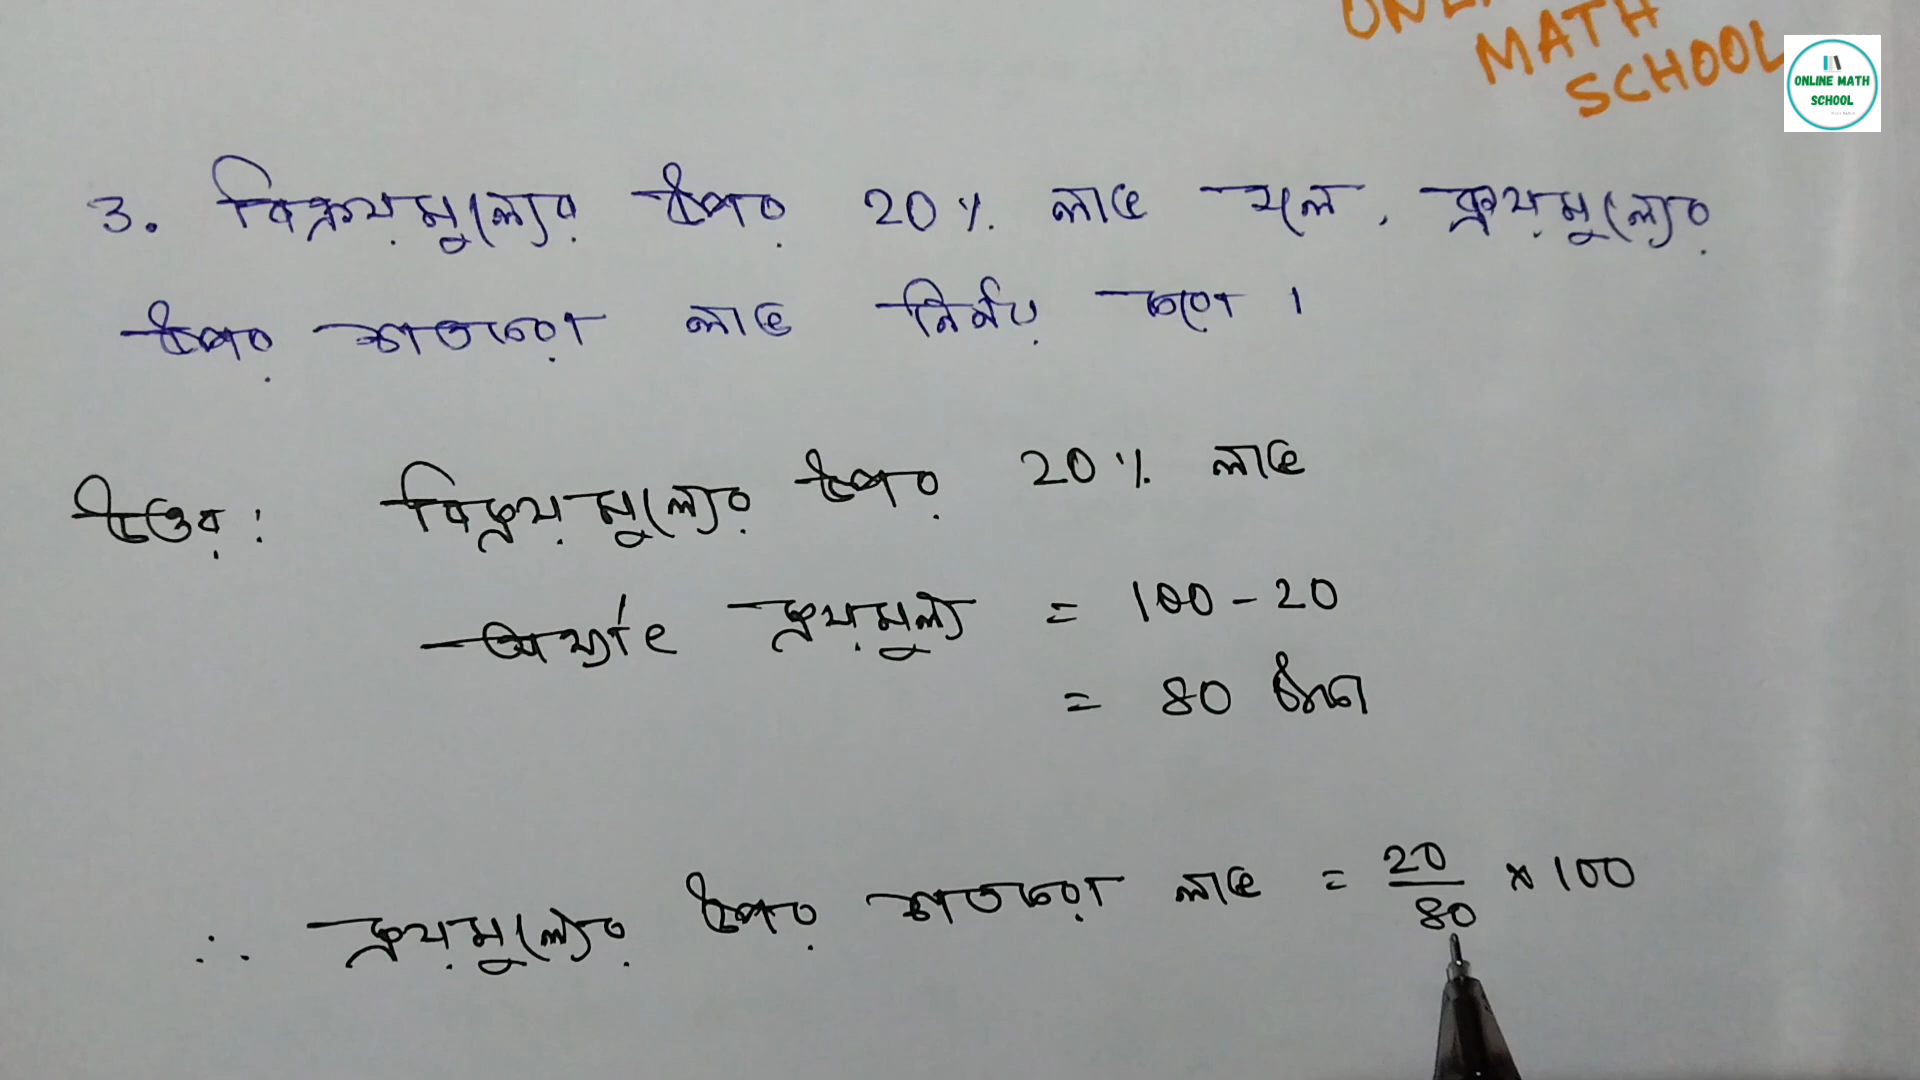 ONL
MATH
SCHOOL
ONLINE MATH
SCHOOL
3. বিক্রয়মূল্যের উপর 20% লাভ হলে, ক্রয়মূল্যের
উপর শতকরা লাভ নির্ণয় করো।
উত্তর: বিক্রয়মূল্যের উপর 20% লাভ
অর্থাৎ ক্রয়মূল্য = 100 - 20
= 80 টাকা
∴ ক্রয়মূল্যের উপর শতকরা লাভ = 20/80 × 100